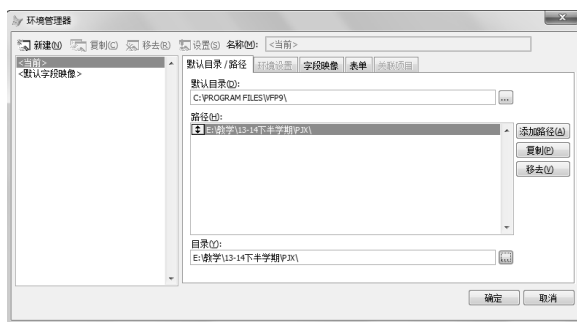 环境管理器
新建(N) 复制(C) 移去(R) 设置(S) 名称(M): <当前>
<当前>
<默认字段映像>
默认目录/路径 环境设置 字段映像 表单 关联项目
默认目录(D):
C:\PROGRAM FILES\VFP9\
路径(H):
E:\教学\13-14下半学期\PJX\
添加路径(A)
复制(P)
移去(V)
目录(Y):
E:\教学\13-14下半学期\PJX\
确定 取消